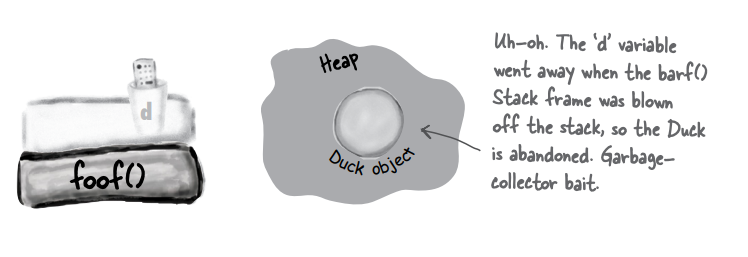 d
foof()
Heap
Duck object
Uh-oh. The 'd' variable
went away when the barf()
Stack frame was blown
off the stack, so the Duck
is abandoned. Garbage-
collector bait.